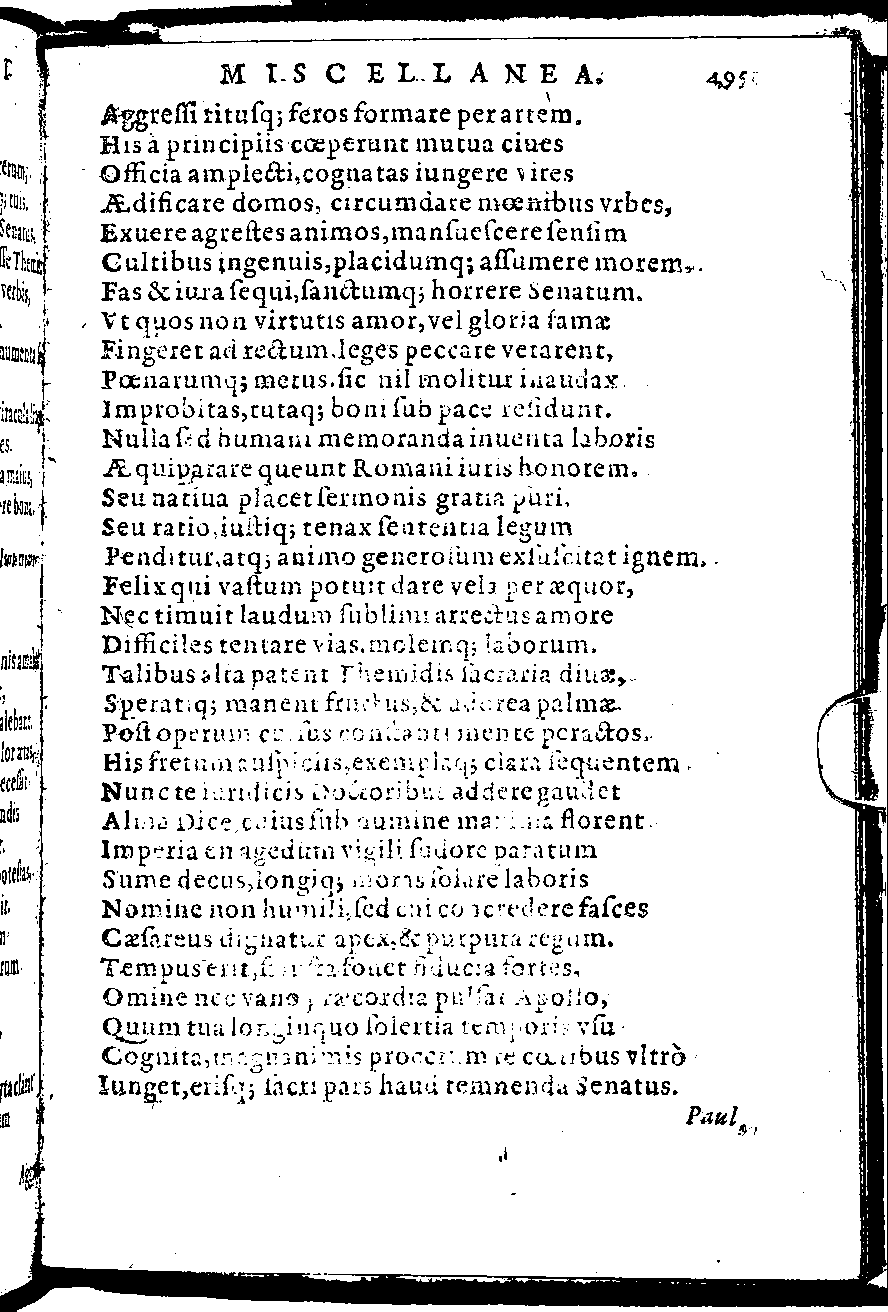 MISCELLANEA. 495
Aggreſſi rituſq; feros formare per artem.
His à principiis cœperunt mutua ciues
Officia amplecti, cognatas iungere vires
Ædificare domos, circumdare mœnibus vrbes,
Exuere agreſtes animos, manſueſcere ſenſim
Cultibus ingenuis, placidumq; aſſumere morem.
Fas & iura ſequi, ſanctumq; horrere Senatum.
Vt quos non virtutis amor, vel gloria famæ
Fingeret ad rectum, leges peccare vetarent,
Pœnarumq; metus. ſic nil molitur inaudax
Improbitas, tutaq; boni ſub pace reſidunt.
Nulla ſed humani memoranda inuenta laboris
Æquiparare queunt Romani iuris honorem.
Seu natiua placet ſermonis gratia puri,
Seu ratio, iuſtiq; tenax ſententia legum
Penditur, atq; animo generoſum exſuſcitat ignem.
Felix qui vaſtum potuit dare vela per æquor,
Nec timuit laudum ſublimi arrectus amore
Difficiles tentare vias, molemq; laborum.
Talibus alta patent Themidis ſacraria diuæ,
Speratiq; manent fructus, & adorea palmæ
Poſt operum caſus conſtanti mente peractos.
His fretum auſpiciis, exemplaq; clara ſequentem
Nunc te iuridicis Doctoribus addere gaudet
Alma Dice, cuius ſub numine maxima florent
Imperia en agedum vigili ſudore paratum
Sume decus, longiq; moras ſolare laboris
Nomine non humili, ſed cui concredere faſces
Cæſareus dignatur apex, & purpura regum.
Tempus erit, fouet fiducia fortes,
Omine nec vano præcordia pulſat Apollo,
Quum tua longinquo ſolertia temporis vſu
Cognita, magnanimis procerum te cœtibus vltrò
Iunget, eriſq; ſacri pars haud temnenda Senatus.
Paul